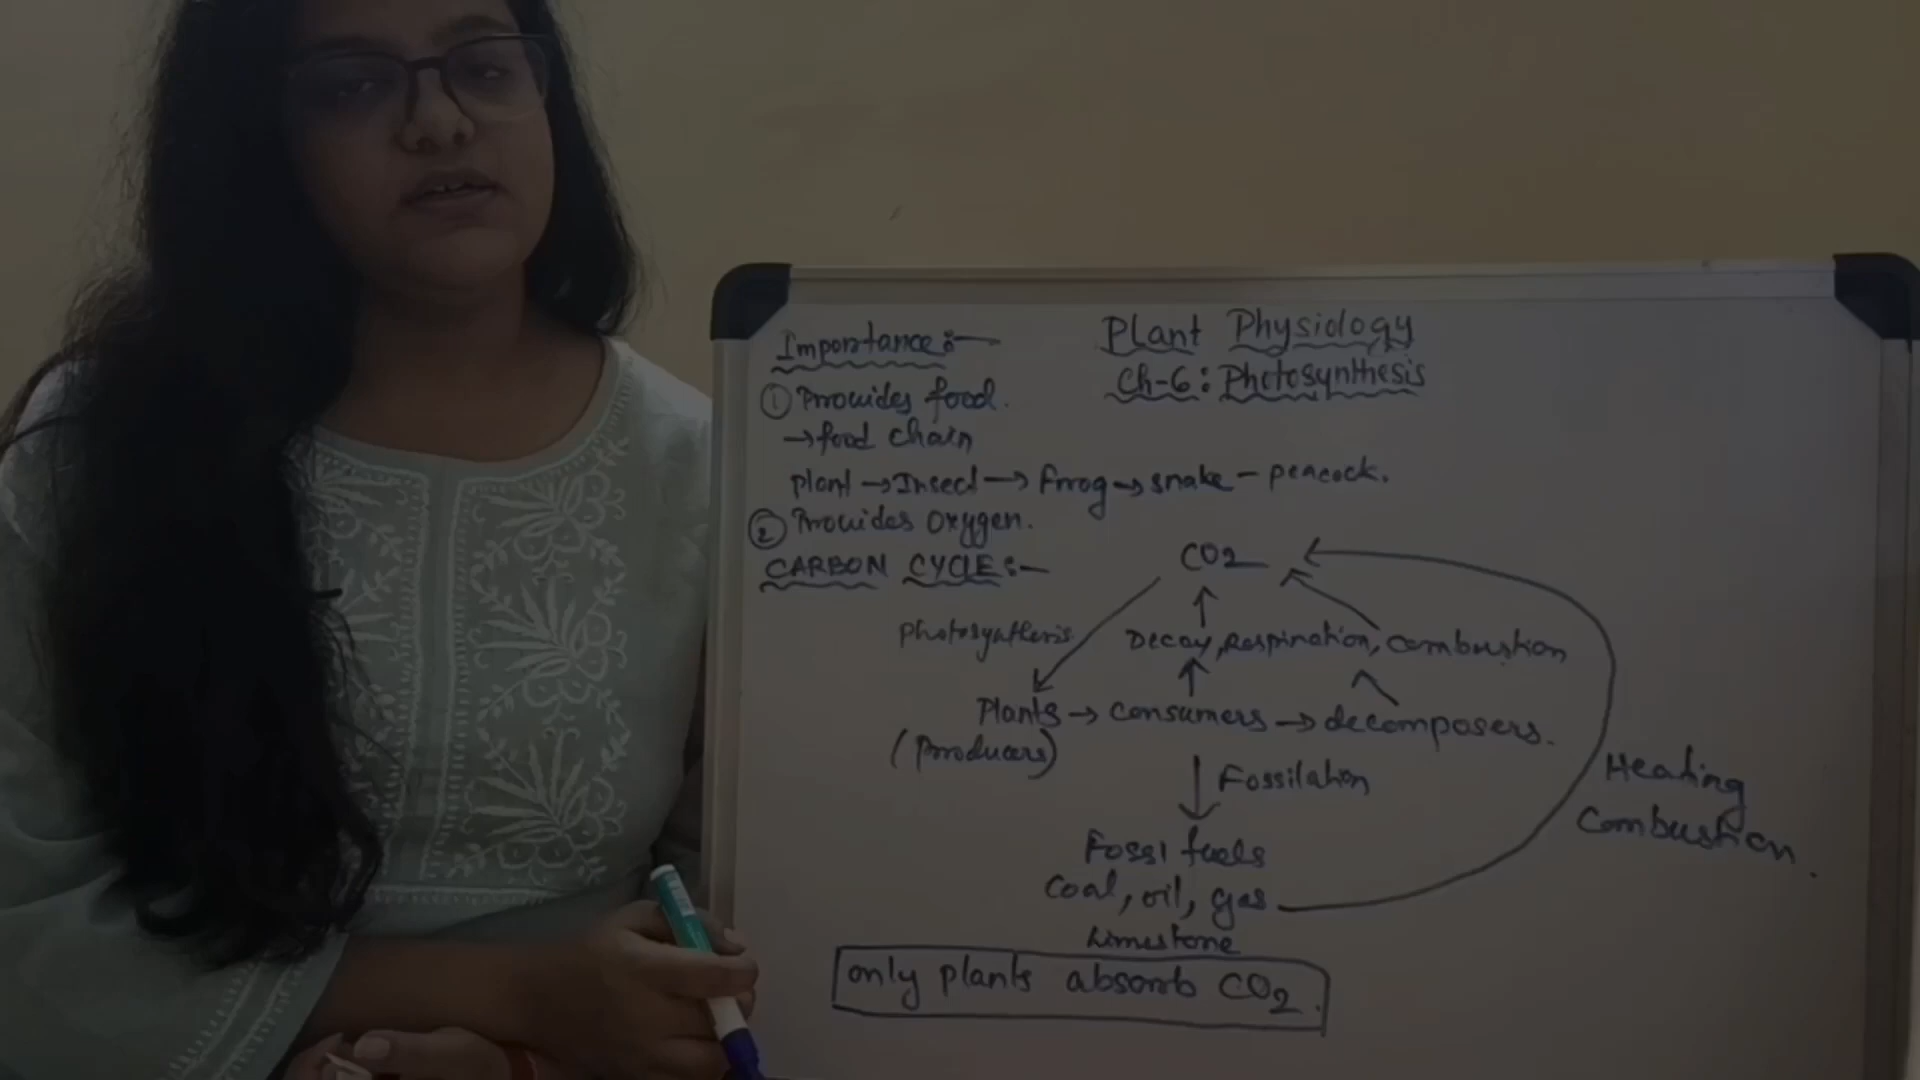 Importance:-
Plant Physiology
Ch-6: Photosynthesis
① Provides food.
→food chain
plant→Insect→frog→snake-peacock.
② Provides oxygen.
CARBON CYCLE:-
CO2
Photosynthesis
Decay, Respiration, Combustion
Plants→Consumers→decomposers.
(Producers)
Fossilation
Heating
Combustion.
Fossi fuels
Coal, oil, gas
Limestone
only plants absorb CO2.